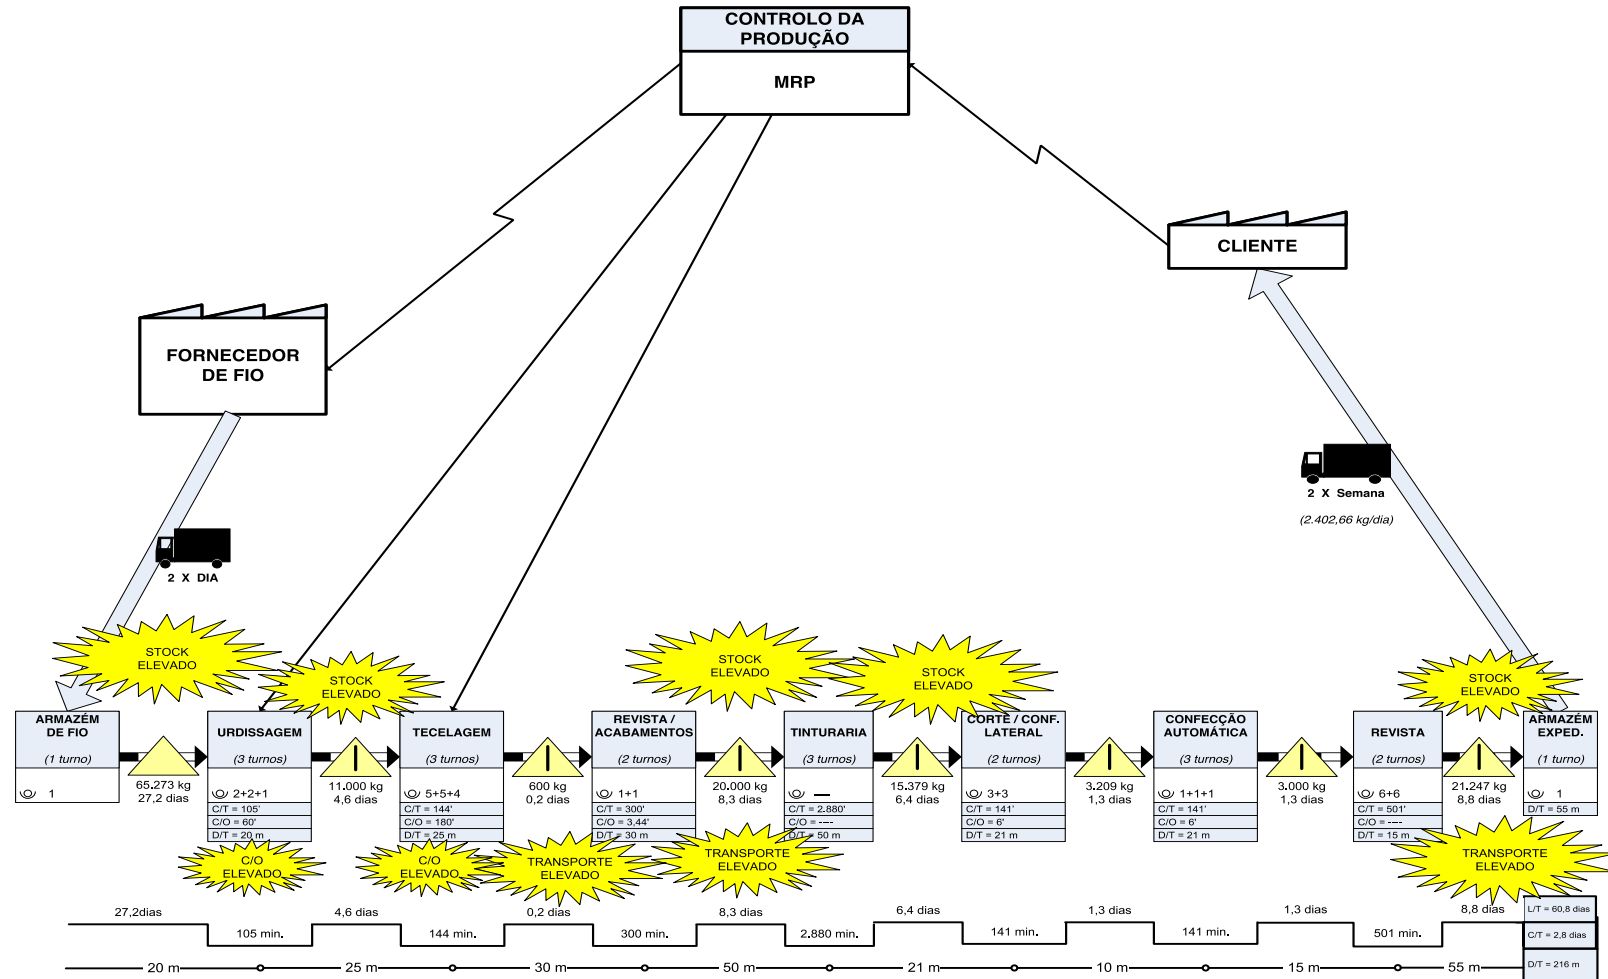 CONTROLO DA
PRODUÇÃO
MRP
CLIENTE
FORNECEDOR
DE FIO
2 X Semana
(2.402,66 kg/dia)
2 X DIA
STOCK
ELEVADO
STOCK
ELEVADO
STOCK
ELEVADO
STOCK
ELEVADO
STOCK
ELEVADO
ARMAZÉM
DE FIO
(1 turno)
1
65.273 kg
27,2 dias
URDISSAGEM
(3 turnos)
2+2+1
C/T = 105'
C/O = 60'
D/T = 20 m
11.000 kg
4,6 dias
TECELAGEM
(3 turnos)
5+5+4
C/T = 144'
C/O = 180'
D/T = 25 m
600 kg
0,2 dias
REVISTA /
ACABAMENTOS
(2 turnos)
1+1
C/T = 300'
C/O = 3,44'
D/T = 30 m
20.000 kg
8,3 dias
TINTURARIA
(3 turnos)
—
C/T = 2.880'
C/O = ----
D/T = 50 m
15.379 kg
6,4 dias
CORTE / CONF.
LATERAL
(2 turnos)
3+3
C/T = 141'
C/O = 6'
D/T = 21 m
3.209 kg
1,3 dias
CONFECÇÃO
AUTOMÁTICA
(3 turnos)
1+1+1
C/T = 141'
C/O = 6'
D/T = 21 m
3.000 kg
1,3 dias
REVISTA
(2 turnos)
6+6
C/T = 501'
C/O = ----
D/T = 15 m
21.247 kg
8,8 dias
ARMAZÉM
EXPED.
(1 turno)
1
D/T = 55 m
C/O
ELEVADO
C/O
ELEVADO
TRANSPORTE
ELEVADO
TRANSPORTE
ELEVADO
TRANSPORTE
ELEVADO
27,2dias
4,6 dias
0,2 dias
8,3 dias
6,4 dias
1,3 dias
1,3 dias
8,8 dias
L/T = 60,8 dias
105 min.
144 min.
300 min.
2.880 min.
141 min.
141 min.
501 min.
C/T = 2,8 dias
20 m
25 m
30 m
50 m
21 m
10 m
15 m
55 m
D/T = 216 m